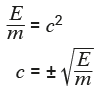 E/m = c²
c = ± √(E/m)